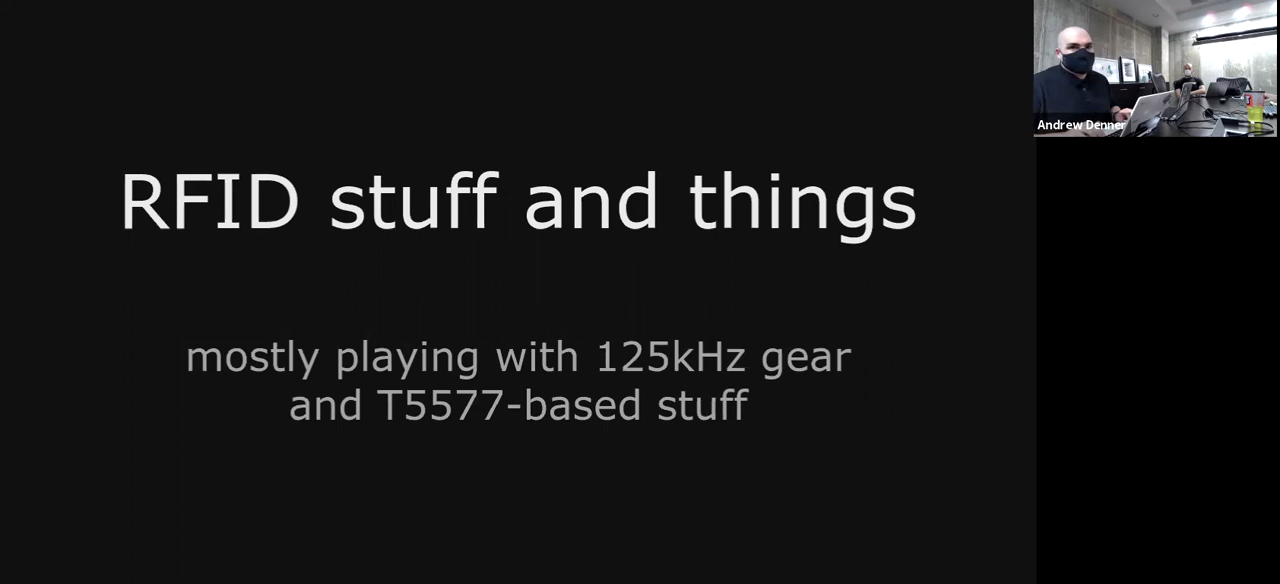 RFID stuff and things
mostly playing with 125kHz gear
and T5577-based stuff
Andrew Denner